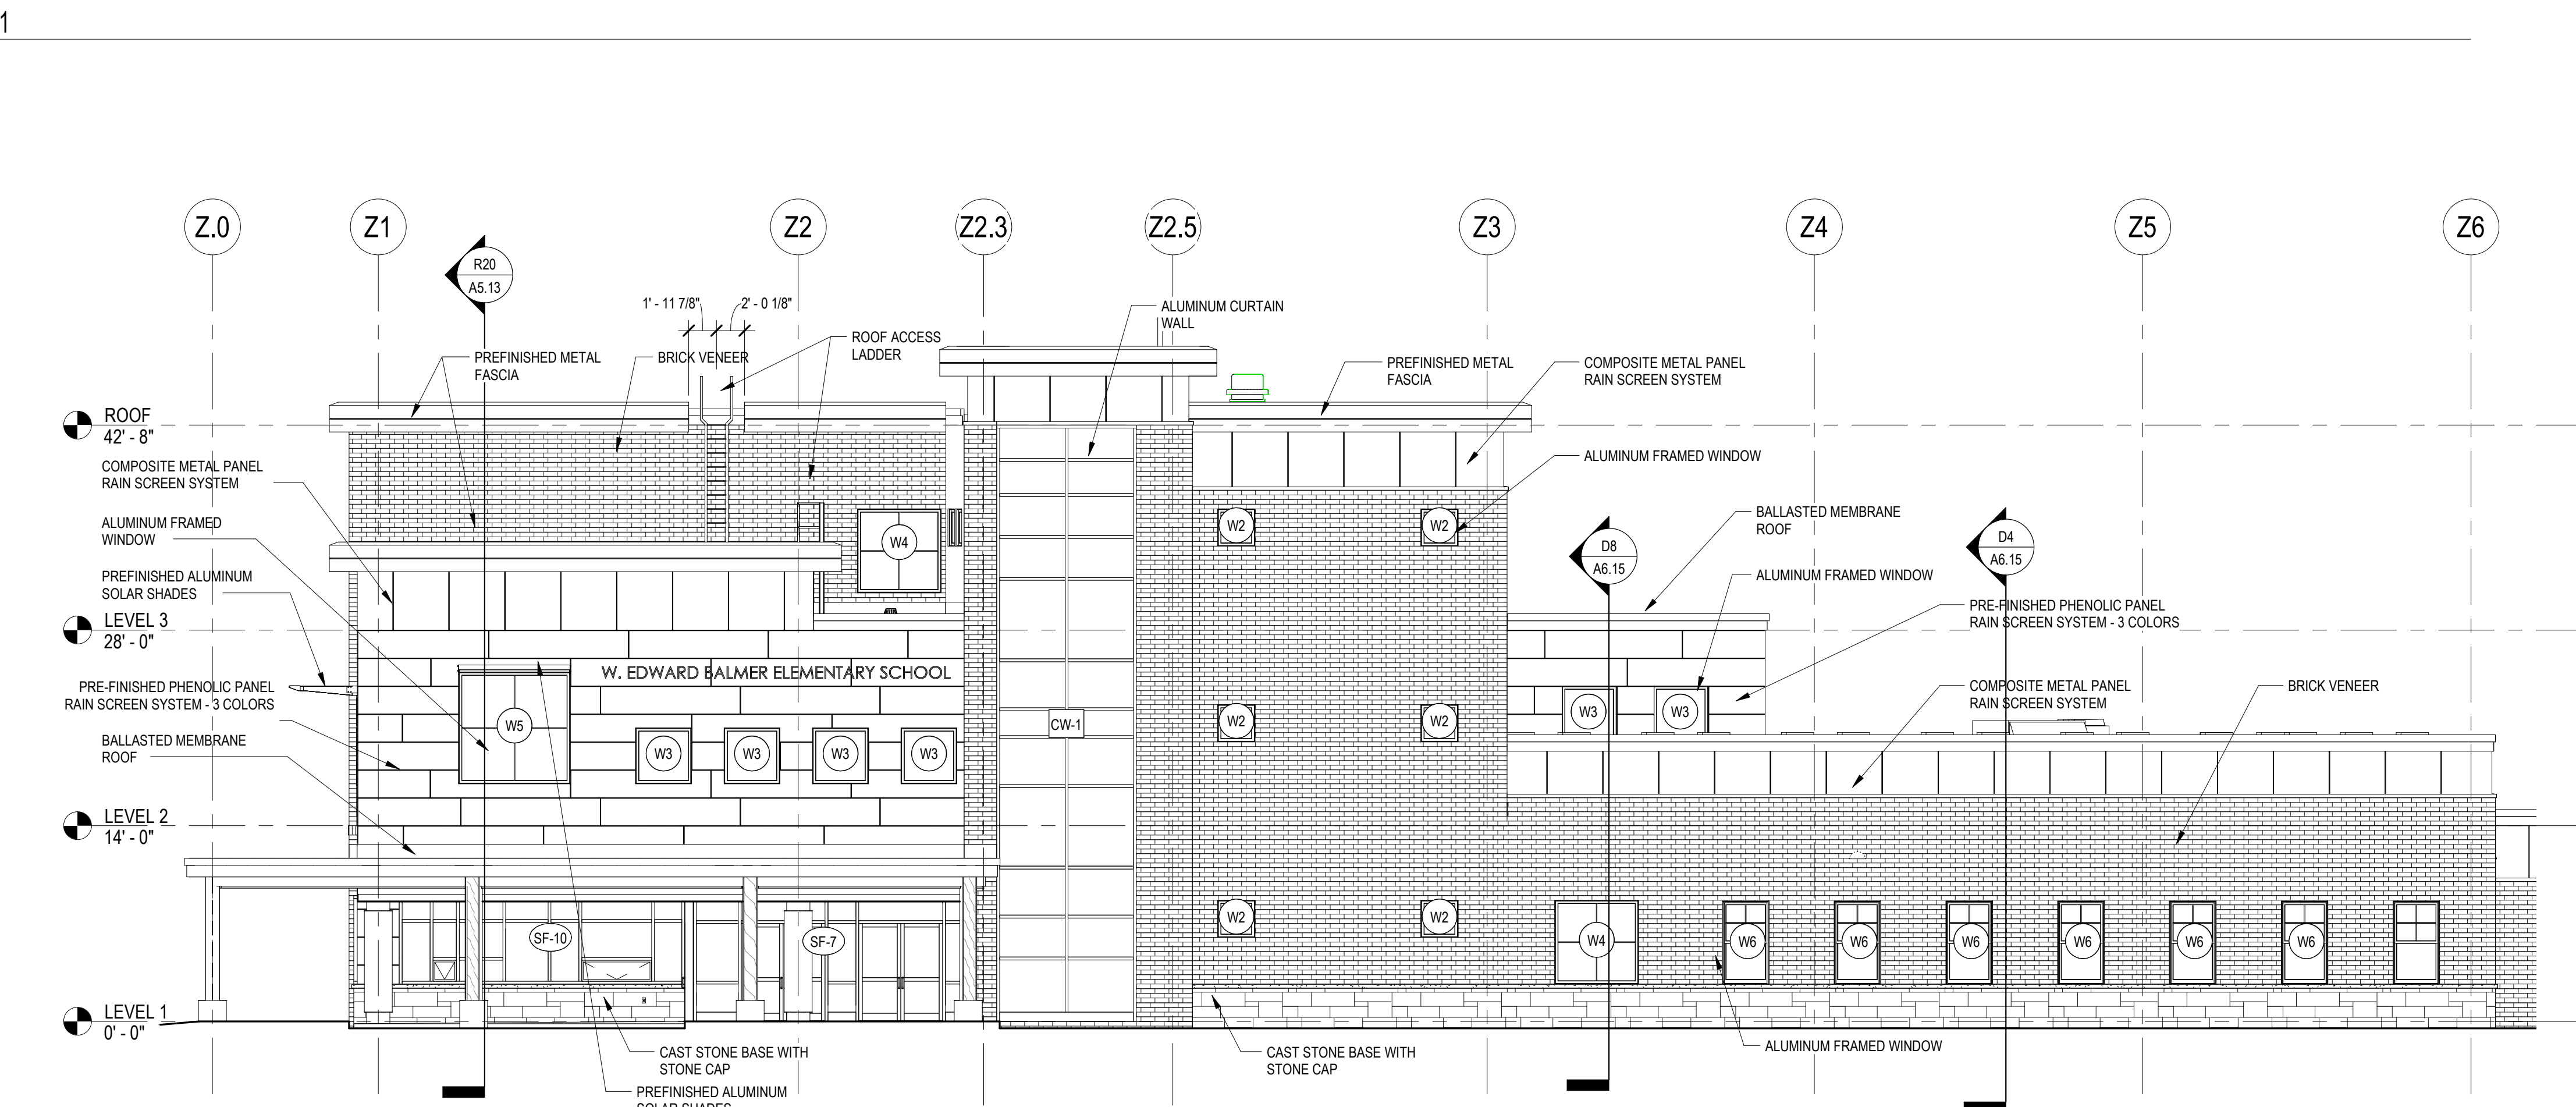 1
Z.0
Z1
Z2
Z2.3
Z2.5
Z3
Z4
Z5
Z6
R20
A5.13
1' - 11 7/8"
2' - 0 1/8"
ALUMINUM CURTAIN
WALL
ROOF ACCESS
LADDER
PREFINISHED METAL
FASCIA
BRICK VENEER
PREFINISHED METAL
FASCIA
COMPOSITE METAL PANEL
RAIN SCREEN SYSTEM
ROOF
42' - 8"
COMPOSITE METAL PANEL
RAIN SCREEN SYSTEM
ALUMINUM FRAMED WINDOW
ALUMINUM FRAMED
WINDOW
BALLASTED MEMBRANE
ROOF
W4
W2
W2
D8
A6.15
D4
A6.15
PREFINISHED ALUMINUM
SOLAR SHADES
ALUMINUM FRAMED WINDOW
PRE-FINISHED PHENOLIC PANEL
RAIN SCREEN SYSTEM - 3 COLORS
LEVEL 3
28' - 0"
W. EDWARD BALMER ELEMENTARY SCHOOL
PRE-FINISHED PHENOLIC PANEL
RAIN SCREEN SYSTEM - 3 COLORS
COMPOSITE METAL PANEL
RAIN SCREEN SYSTEM
BRICK VENEER
W5
CW-1
W2
W2
W3
W3
BALLASTED MEMBRANE
ROOF
W3
W3
W3
W3
LEVEL 2
14' - 0"
SF-10
SF-7
W2
W2
W4
W6
W6
W6
W6
W6
W6
LEVEL 1
0' - 0"
CAST STONE BASE WITH
STONE CAP
CAST STONE BASE WITH
STONE CAP
ALUMINUM FRAMED WINDOW
PREFINISHED ALUMINUM
SOLAR SHADES